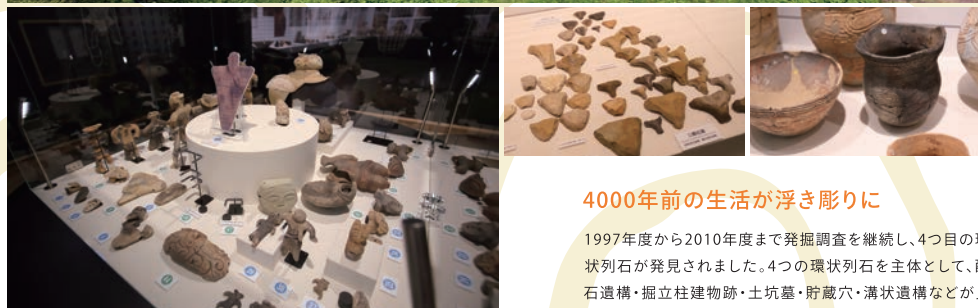 4000年前の生活が浮き彫りに
1997年度から2010年度まで発掘調査を継続し、4つ目の
状列石が発見されました。4つの環状列石を主体として、
石遺構・掘立柱建物跡・土坑墓・貯蔵穴・溝状遺構などが